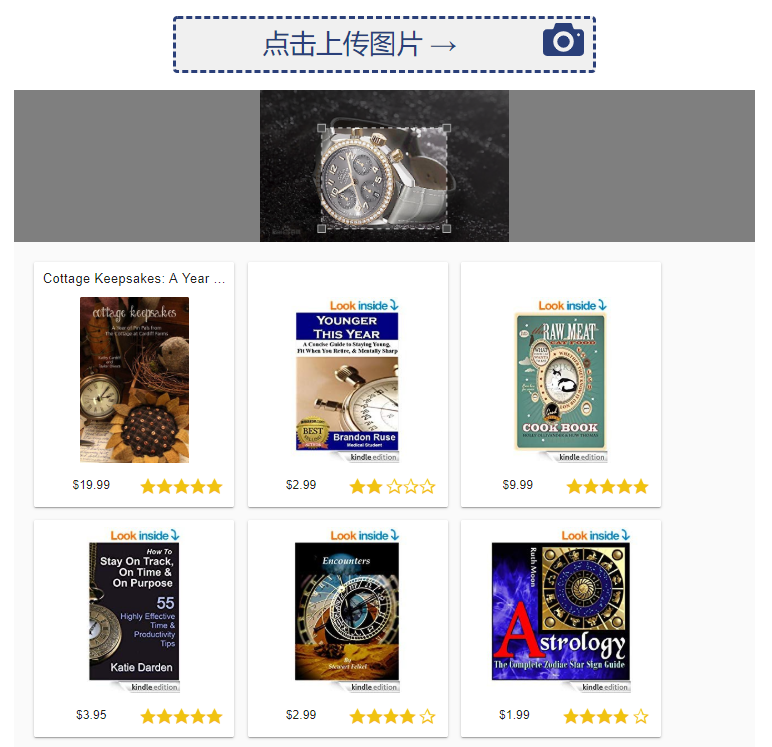 点击上传图片 →
Cottage Keepsakes: A Year ...
cottage keepsakes
A Year of Pin Pals From
The Cottage at Cardiff Farms
$19.99
Look inside
YOUNGER
THIS YEAR
A Concise Guide to Staying Young,
Fit When You Retire, & Mentally Sharp
BEST
Brandon Ruse
Medical Student
kindle edition
$2.99
Look inside
RAW MEAT
COOK BOOK
kindle edition
$9.99
Look inside
How To
Stay On Track,
On Time &
On Purpose
55
Highly Effective
Time &
Productivity
Tips
Katie Darden
kindle edition
$3.95
Look inside
Encounters
By
Stewart Felkel
kindle edition
$2.99
Look inside
Ruth Moon
Astrology
The Complete Zodiac Star Sign Guide
kindle edition
$1.99